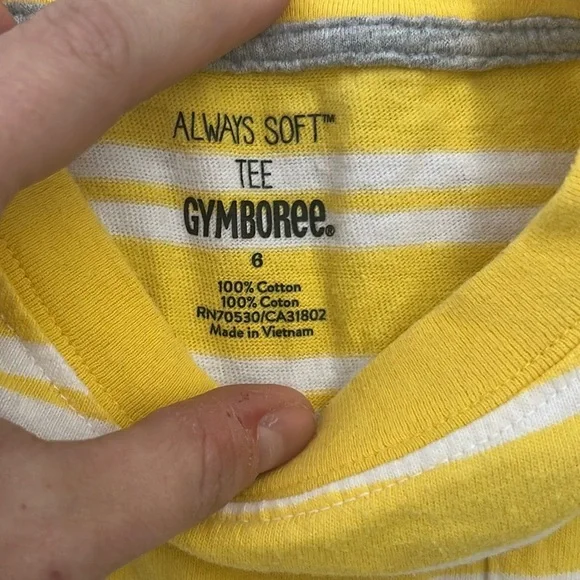 ALWAYS SOFT™
TEE
GYMBOREE®
6
100% Cotton
100% Coton
RN70530/CA31802
Made in Vietnam